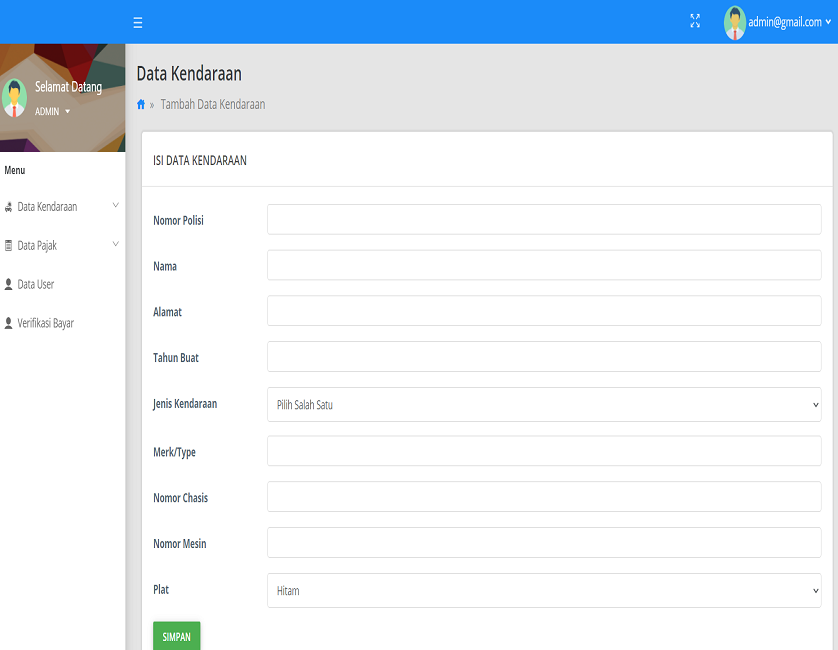 admin@gmail.com
Selamat Datang
ADMIN
Menu
Data Kendaraan
Data Pajak
Data User
Verifikasi Bayar
Data Kendaraan
» Tambah Data Kendaraan
ISI DATA KENDARAAN
Nomor Polisi
Nama
Alamat
Tahun Buat
Jenis Kendaraan Pilih Salah Satu
Merk/Type
Nomor Chasis
Nomor Mesin
Plat Hitam
SIMPAN